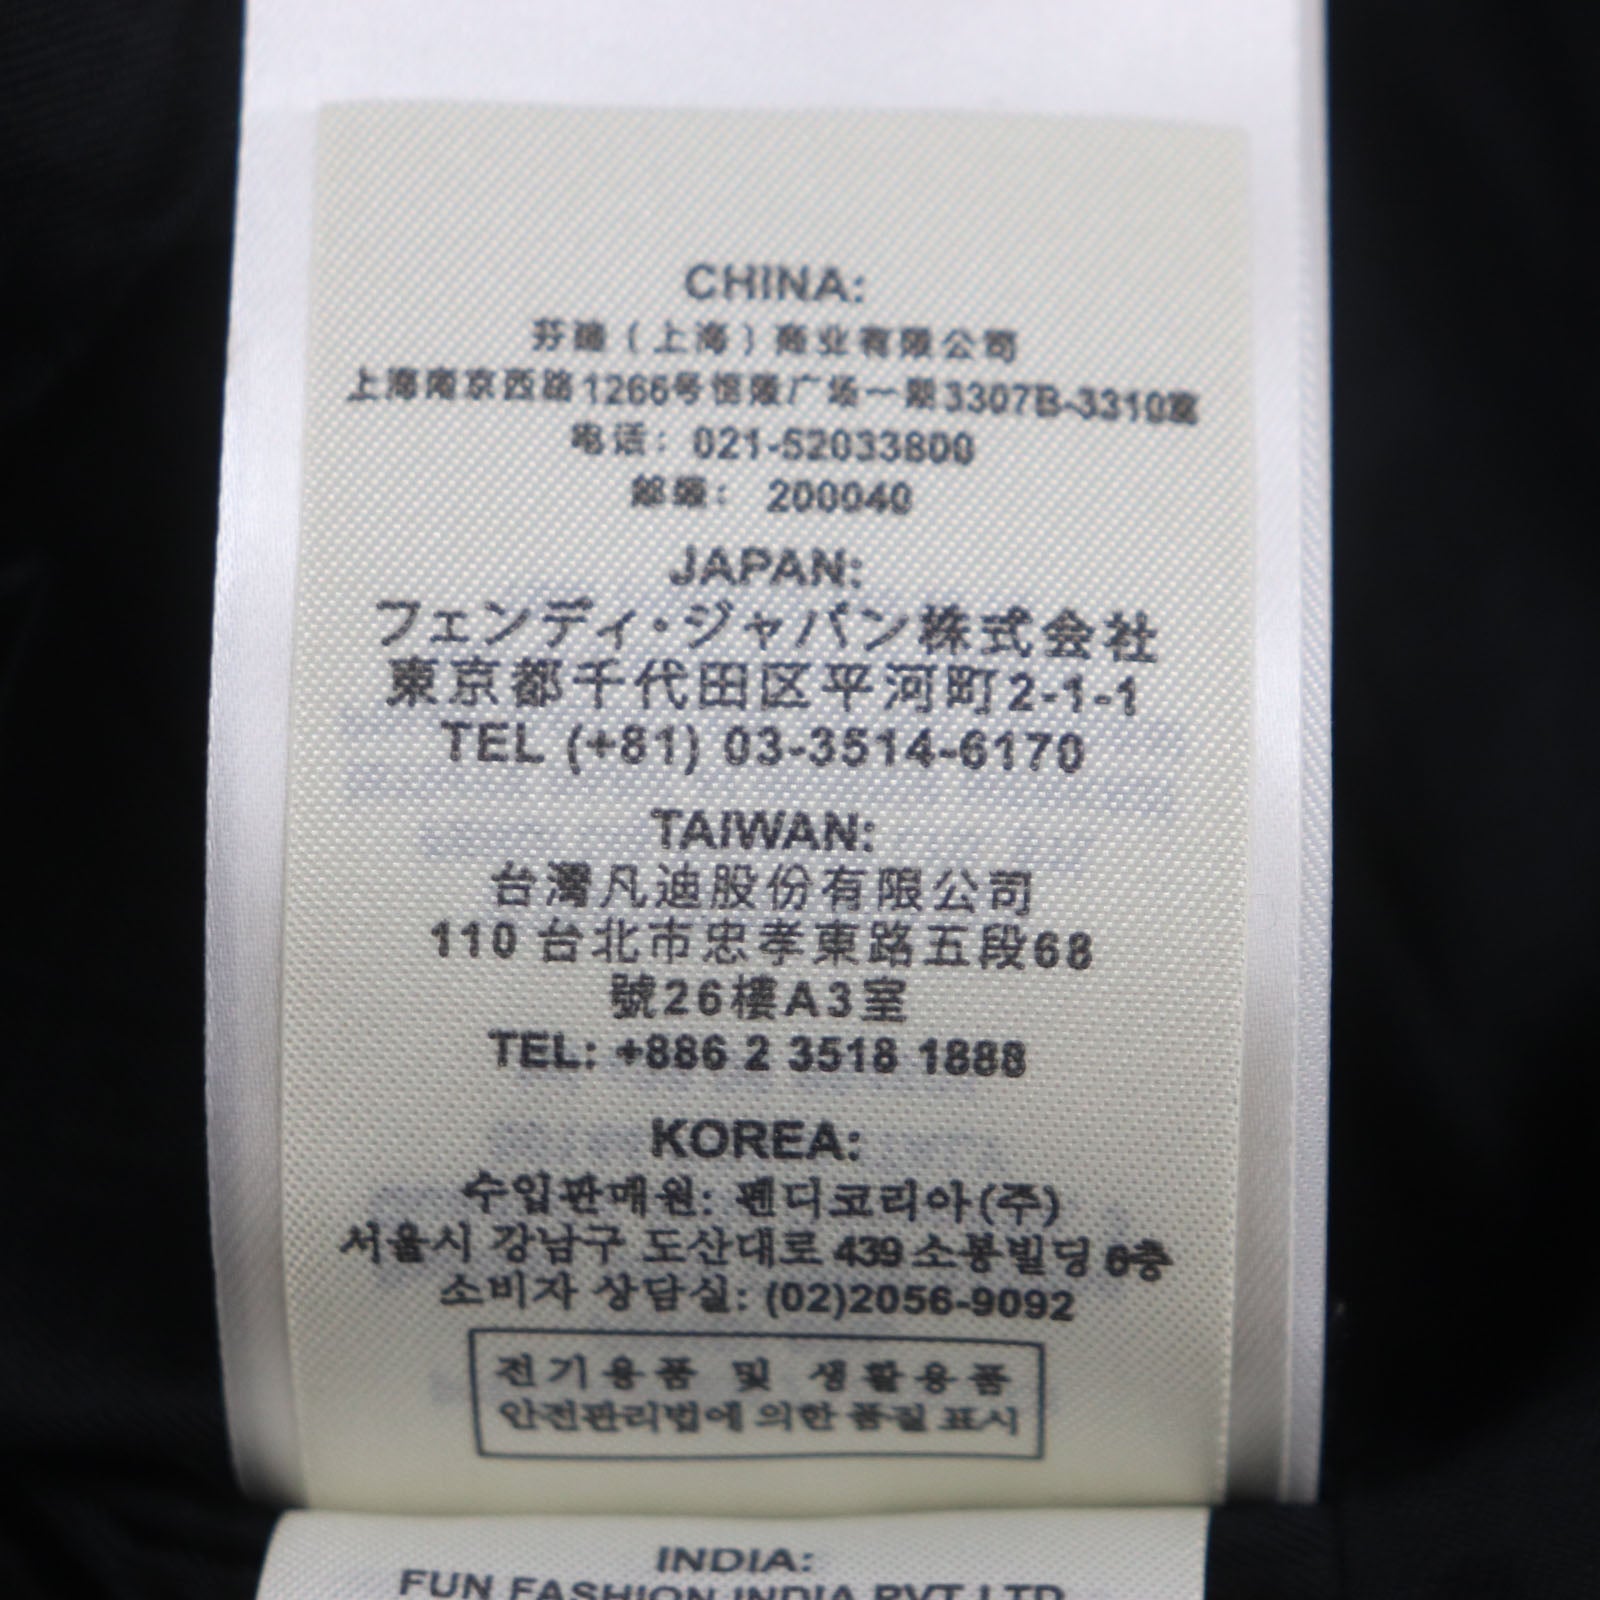 CHINA:
芬迪（上海）商业有限公司
上海南京西路1266号恒隆广场一期3307B-3310室
电话：021-52033800
邮编： 200040
JAPAN:
フェンディ・ジャパン株式会社
東京都千代田区平河町2-1-1
TEL (+81) 03-3514-6170
TAIWAN:
台灣凡迪股份有限公司
110 台北市忠孝東路五段68
號26樓A3室
TEL: +886 2 3518 1888
KOREA:
수입판매원: 펜디코리아(주)
서울시 강남구 도산대로 439 소봉빌딩 6층
소비자 상담실: (02)2056-9092
전기용품 및 생활용품
안전관리법에 의한 품질 표시
INDIA:
FUN FASHION INDIA PVT LTD